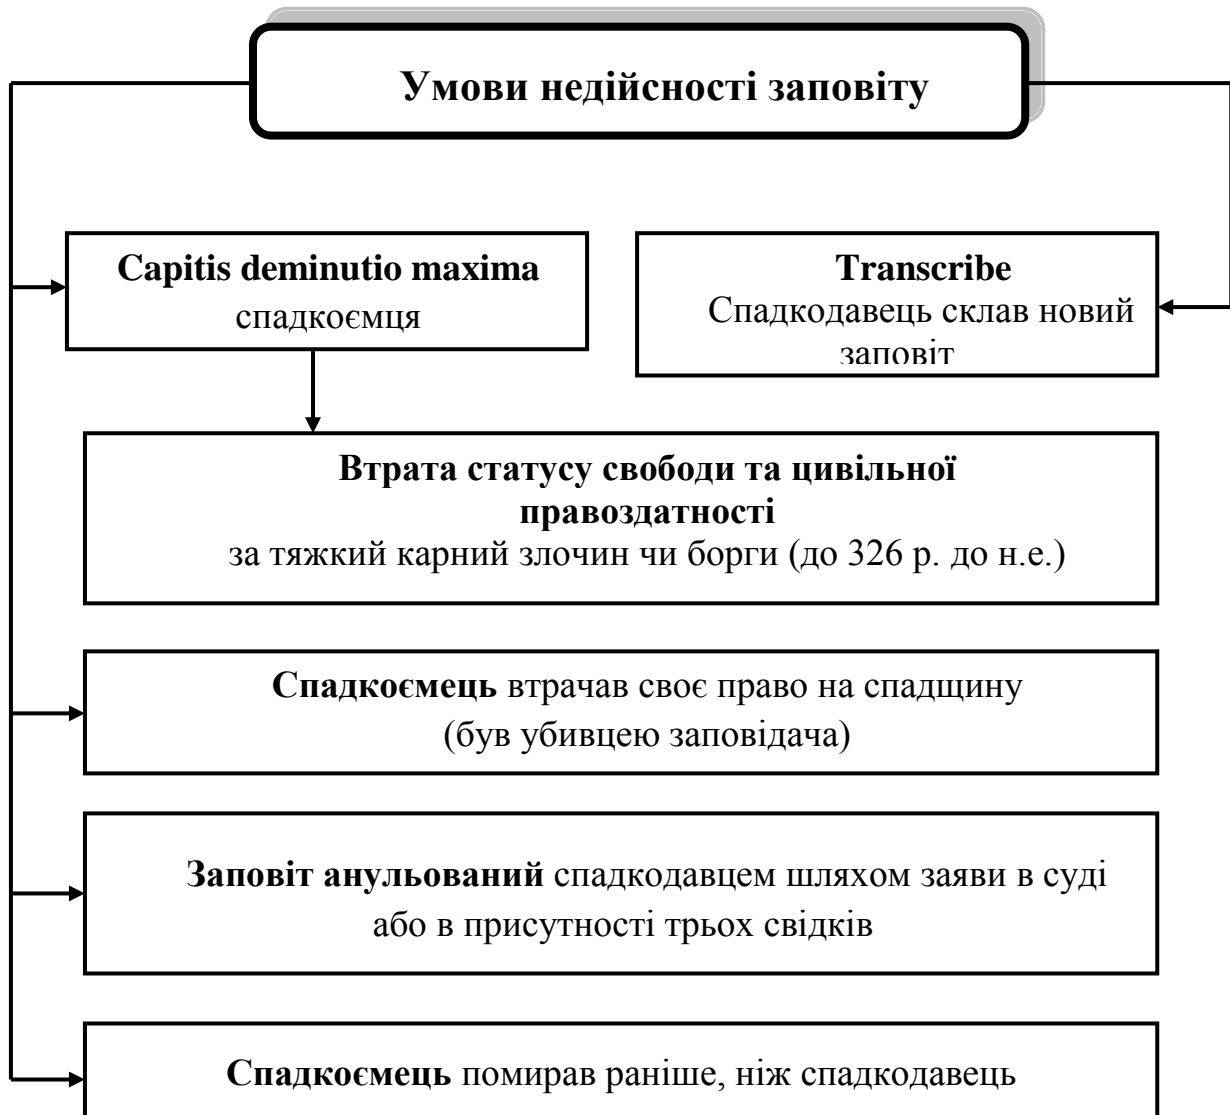 Умови недійсності заповіту
Capitis deminutio maxima
спадкоємця
Transcribe
Спадкодавець склав новий
заповіт
Втрата статусу свободи та цивільної
правоздатності
за тяжкий карний злочин чи борги (до 326 р. до н.е.)
Спадкоємець втрачав своє право на спадщину
(був убивцею заповідача)
Заповіт анульований спадкодавцем шляхом заяви в суді
або в присутності трьох свідків
Спадкоємець помирав раніше, ніж спадкодавець